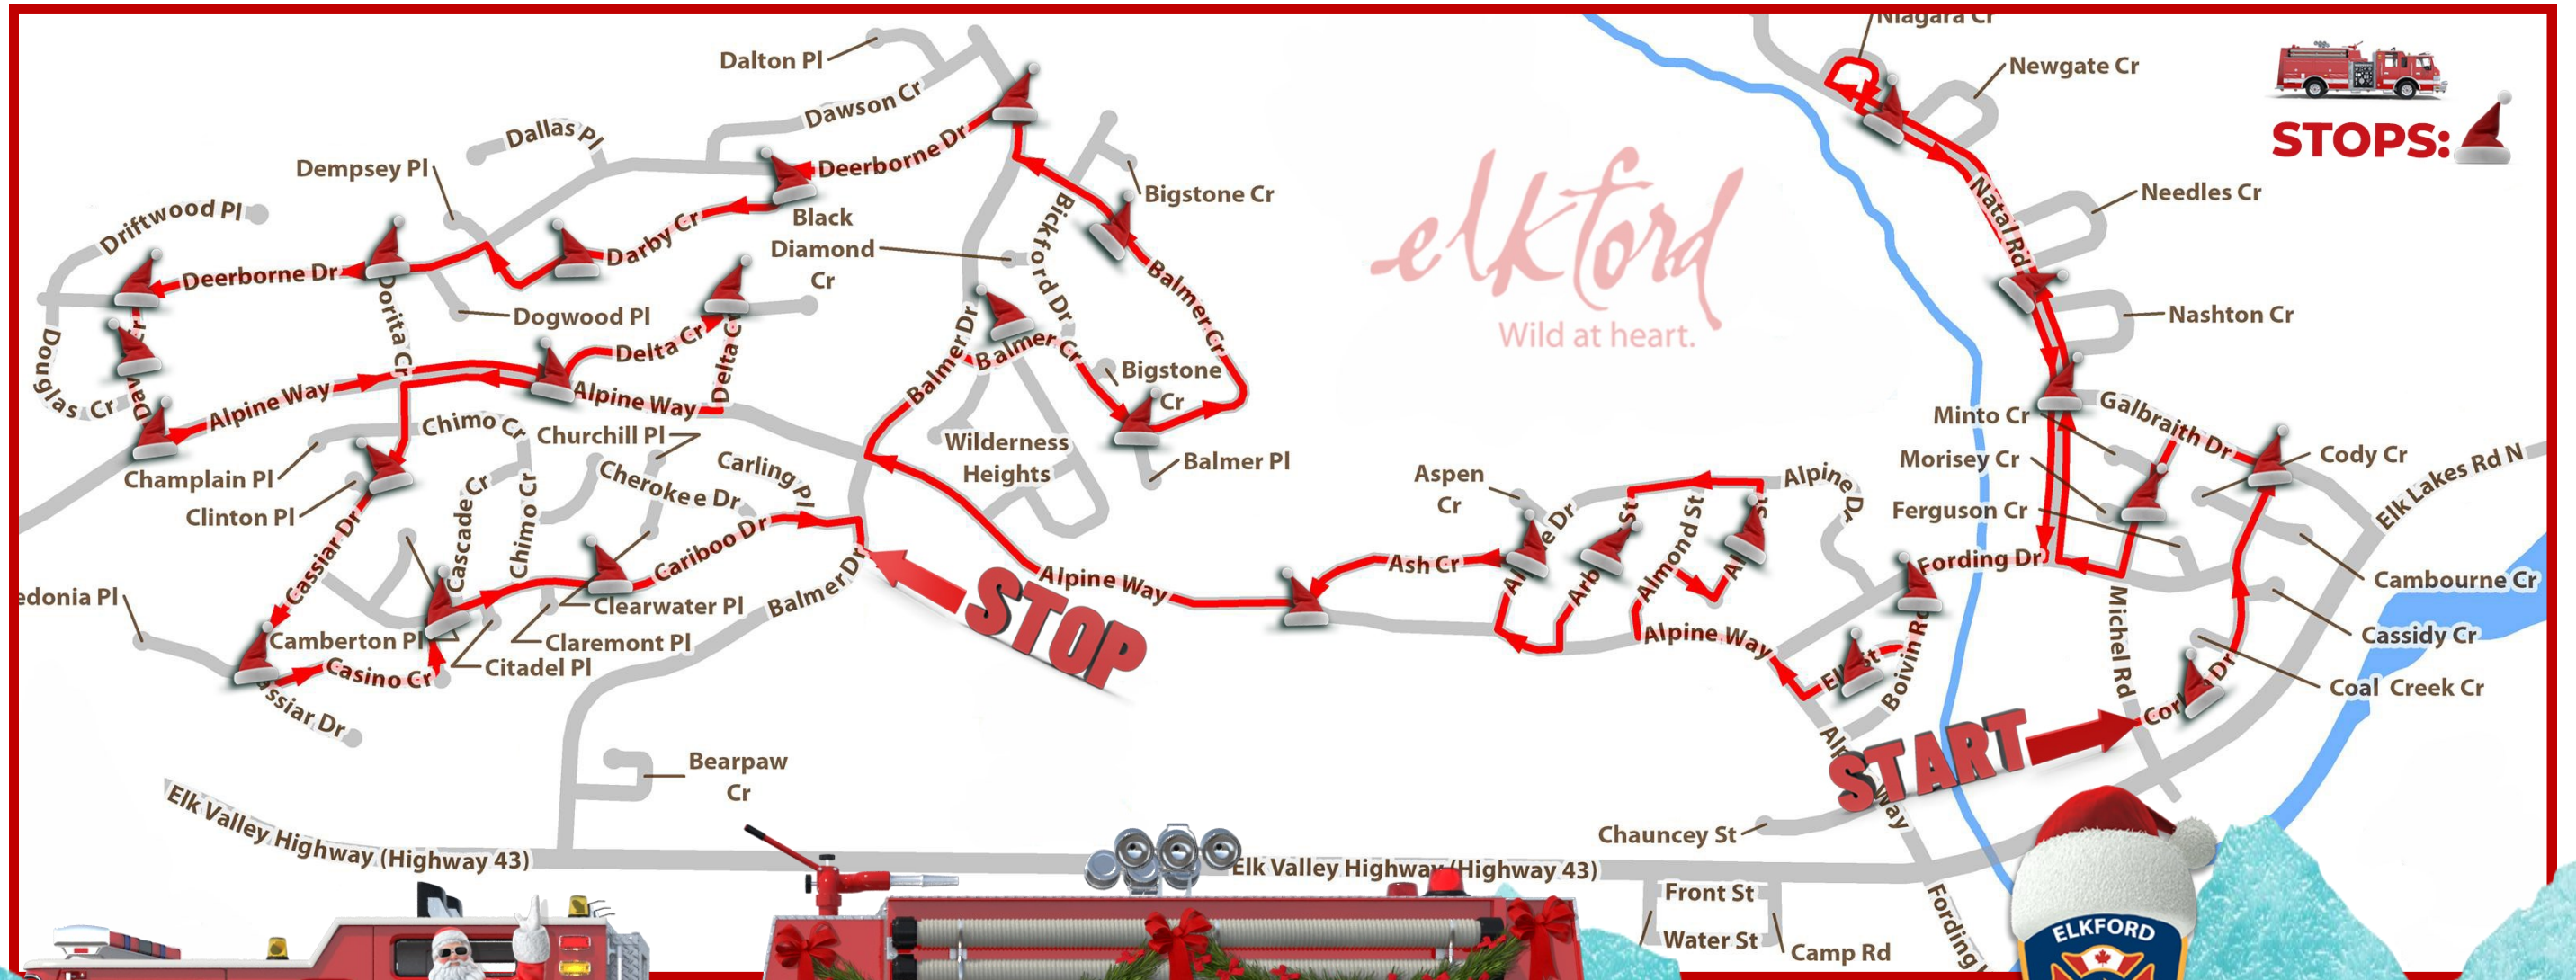 Niagara Cr
Newgate Cr
STOPS:
Dalton Pl
Dawson Cr
Dallas Pl
Deerborne Dr
Dempsey Pl
Needles Cr
Natal Rd
Bigstone Cr
Bickford Dr
Driftwood Pl
Black
Diamond
Cr
Darby Cr
elkford
Wild at heart.
Deerborne Dr
Balmer Cr
Nashton Cr
Dogwood Pl
Dorita Cr
Delta Cr
Delta Cr
Balmer Dr
Balmer Cr
Bigstone
Cr
Douglas Cr
Alpine Way
Alpine Way
Galbraith Dr
Minto Cr
Chimo Cr
Churchill Pl
Wilderness
Heights
Balmer Pl
Cody Cr
Morisey Cr
Champlain Pl
Carling Pl
Cherokee Dr
Aspen
Cr
Alpine Dr
Elk Lakes Rd N
Clinton Pl
Cascade Cr
Chimo Cr
Ferguson Cr
Almond St
Cassiar Dr
Cariboo Dr
Ash Cr
Fording Dr
Cambourne Cr
Alpine Way
STOP
Balmer Dr
Clearwater Pl
Camberton Pl
Claremont Pl
Citadel Pl
Casino Cr
Alpine Way
Michel Rd
Cassidy Cr
Boivin Rd
Coal Creek Cr
START
Bearpaw
Cr
Elk Valley Highway (Highway 43)
Chauncey St
Elk Valley Highway (Highway 43)
Front St
Water St
Camp Rd
Fording
ELKFORD